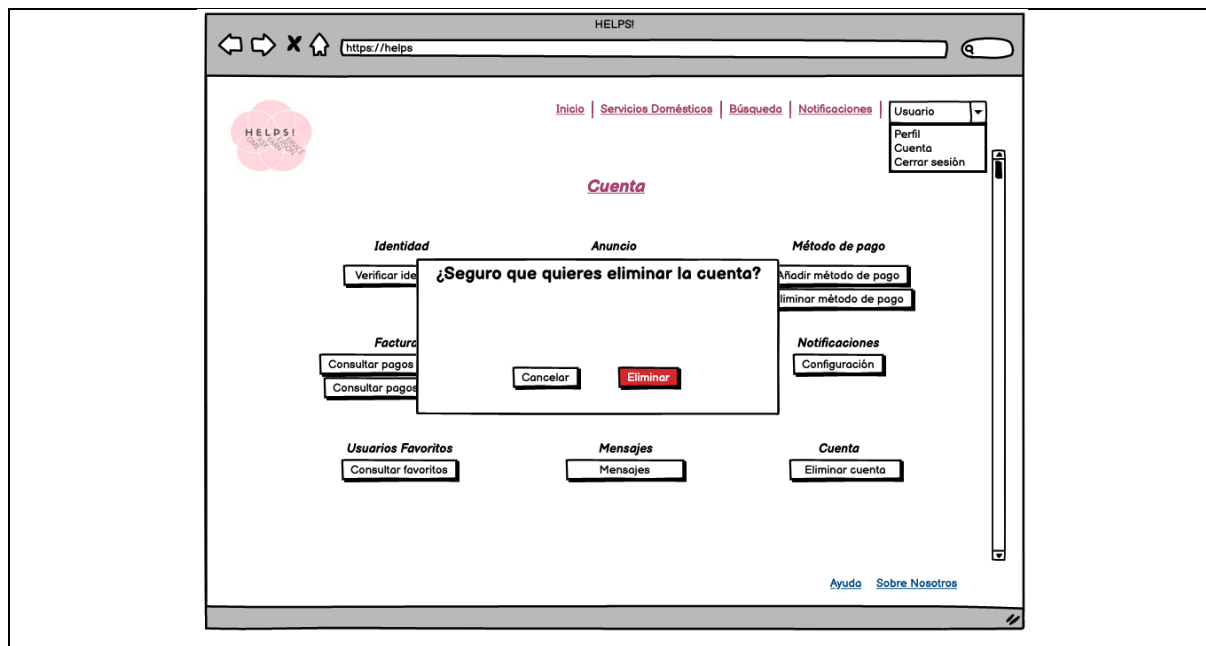 HELPS!
https://helps
Inicio | Servicios Domésticos | Búsqueda | Notificaciones |
Usuario
Perfil
Cuenta
Cerrar sesión
HELPS!
Cuenta
Identidad
Anuncio
Método de pago
Verificar ide
¿Seguro que quieres eliminar la cuenta?
Añadir método de pago
liminar método de pago
Factura
Notificaciones
Consultar pagos
Configuración
Consultar pagos
Cancelar
Eliminar
Usuarios Favoritos
Mensajes
Cuenta
Consultar favoritos
Mensajes
Eliminar cuenta
Ayuda
Sobre Nosotros